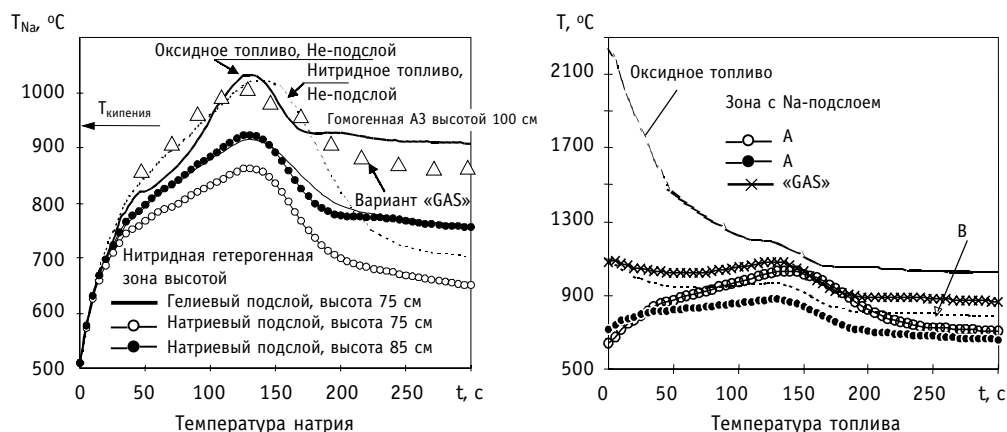 T_Na, °C
1000
900
800
700
600
500
T_кипения
Оксидное топливо, Не-подслой
Нитридное топливо,
Не-подслой
Гомогенная АЗ высотой 100 см
Вариант «GAS»
Нитридная гетерогенная
зона высотой
Гелиевый подслой, высота 75 см
Натриевый подслой, высота 75 см
Натриевый подслой, высота 85 см
0 50 100 150 200 250 t, с
Температура натрия
T, °C
2100
1700
1300
900
500
Оксидное топливо
Зона с Na-подслоем
A
A
«GAS»
B
0 50 100 150 200 250 t, с
Температура топлива